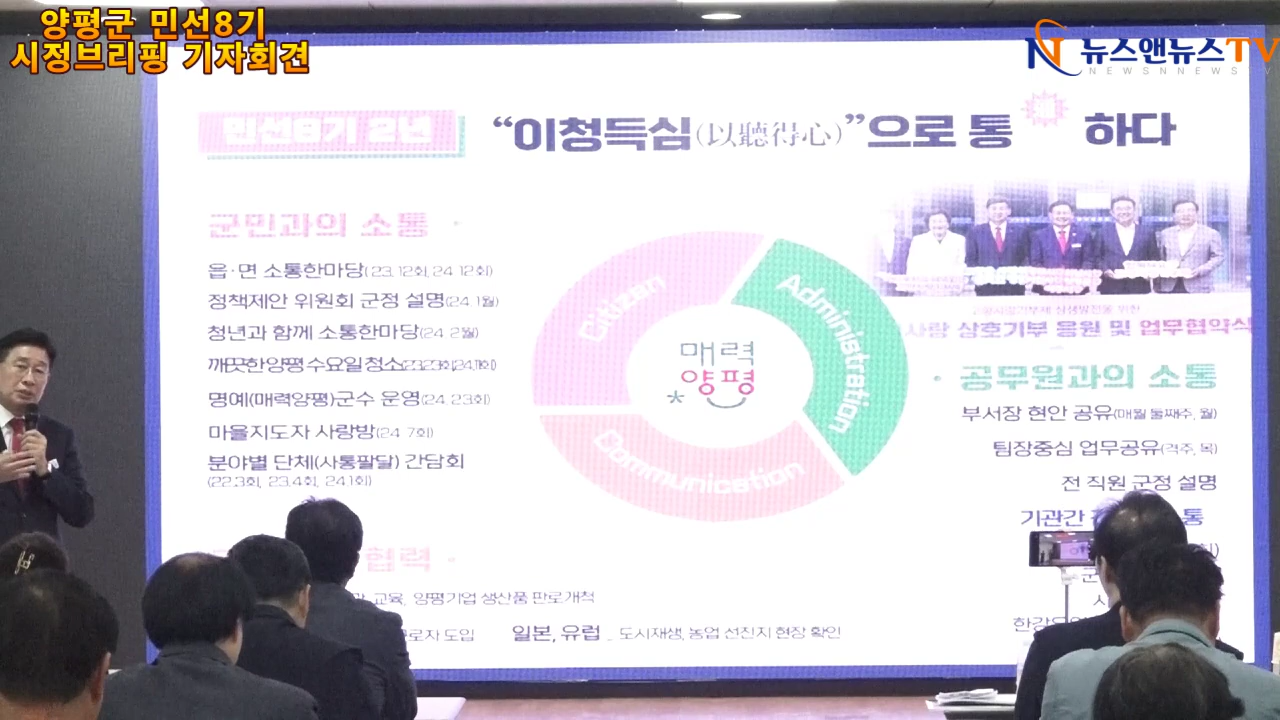 양평군 민선8기
시정브리핑 기자회견
뉴스앤뉴스TV
NEWSNNEWSTV
민선8기 2년
“이청득심(以聽得心)”으로 통 하다
군민과의 소통
읍·면 소통한마당(23. 12회, 24. 12회)
정책제안 위원회 군정 설명(24. 1월)
청년과 함께 소통한마당(24. 2월)
깨끗한양평 수요일 청소
명예(매력양평)군수 운영(24. 23회)
마을지도자 사랑방(24. 7회)
분야별 단체(사통팔달) 간담회
(22.3회, 23.4회, 24.1회)
Citizen
Administration
Communication
매력
양평
사랑 상호기부 응원 및 업무협약식
공무원과의 소통
부서장 현안 공유(매월 둘째주, 월)
팀장중심 업무공유(격주, 목)
전 직원 군정 설명
기관간 통
협력
교육, 양평기업 생산품 판로개척
근로자 도입 일본, 유럽 _ 도시재생, 농업 선진지 현장 확인